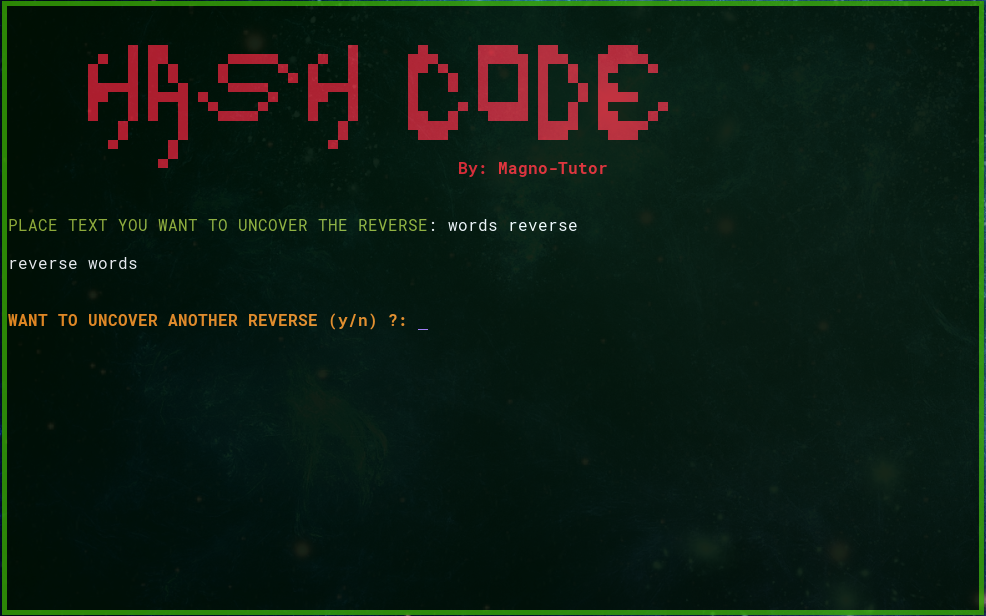 HASH CODE
By: Magno-Tutor
PLACE TEXT YOU WANT TO UNCOVER THE REVERSE: words reverse
reverse words
WANT TO UNCOVER ANOTHER REVERSE (y/n) ?: _